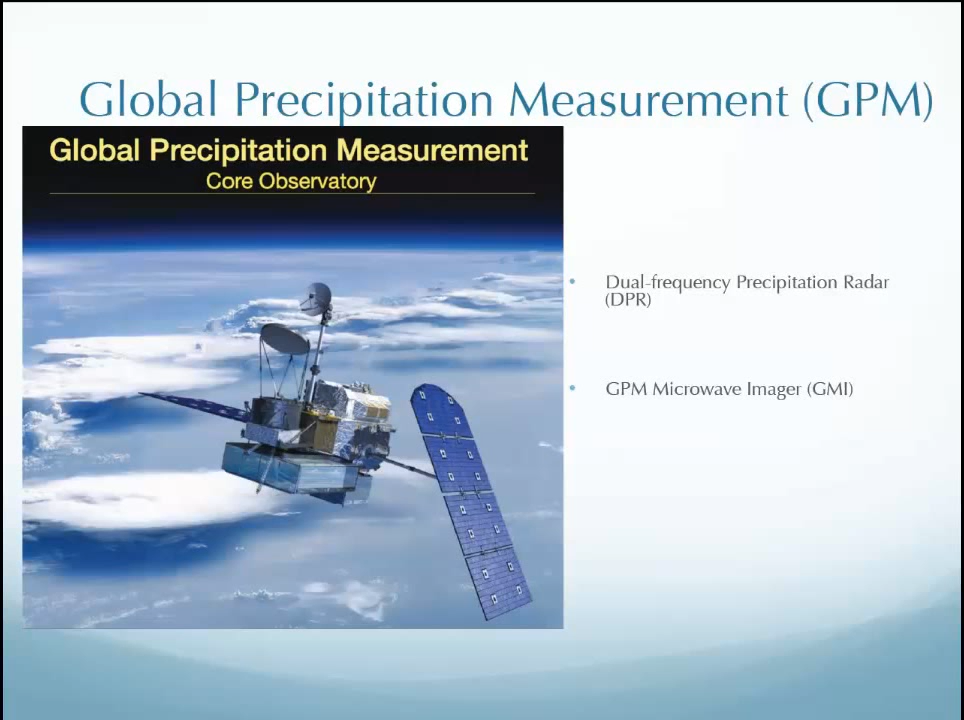 Global Precipitation Measurement (GPM)
Global Precipitation Measurement
Core Observatory
• Dual-frequency Precipitation Radar
(DPR)
• GPM Microwave Imager (GMI)